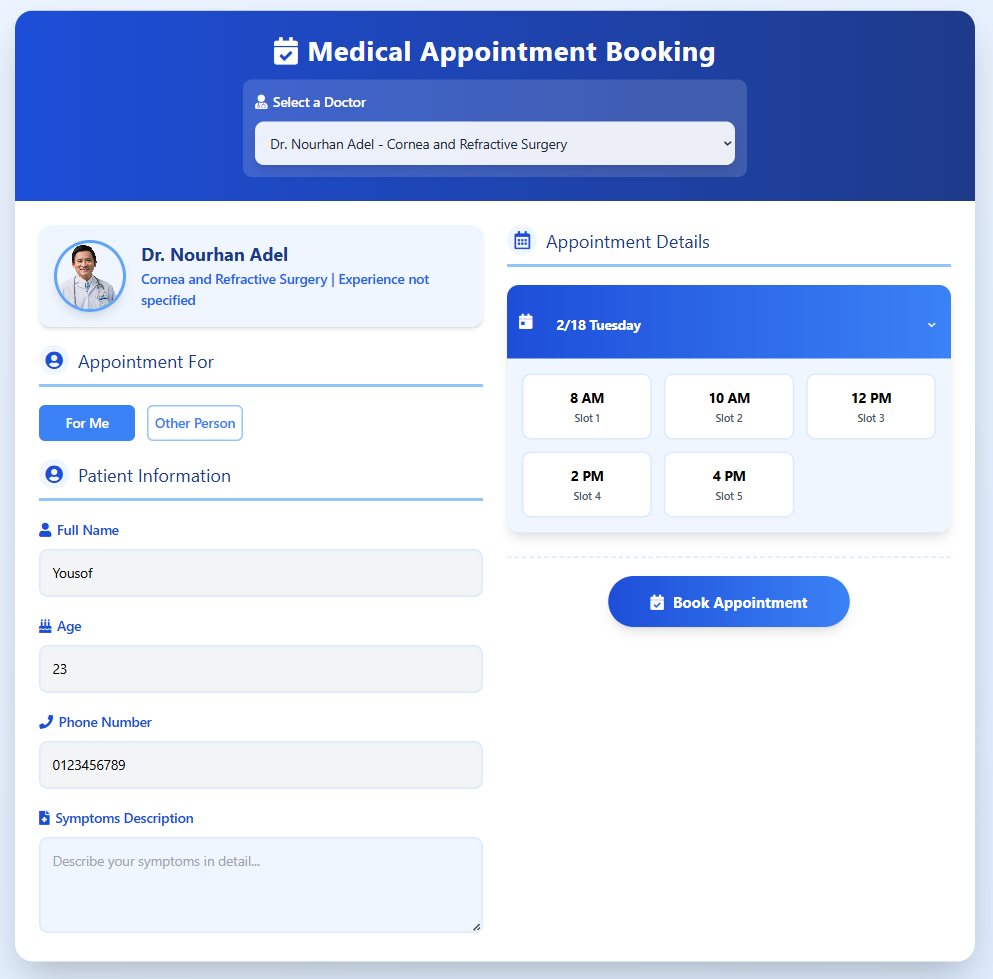 Medical Appointment Booking
Select a Doctor
Dr. Nourhan Adel - Cornea and Refractive Surgery
Dr. Nourhan Adel
Cornea and Refractive Surgery | Experience not
specified
Appointment For
For Me
Other Person
Patient Information
Full Name
Yousof
Age
23
Phone Number
0123456789
Symptoms Description
Describe your symptoms in detail...
Appointment Details
2/18 Tuesday
8 AM
Slot 1
10 AM
Slot 2
12 PM
Slot 3
2 PM
Slot 4
4 PM
Slot 5
Book Appointment